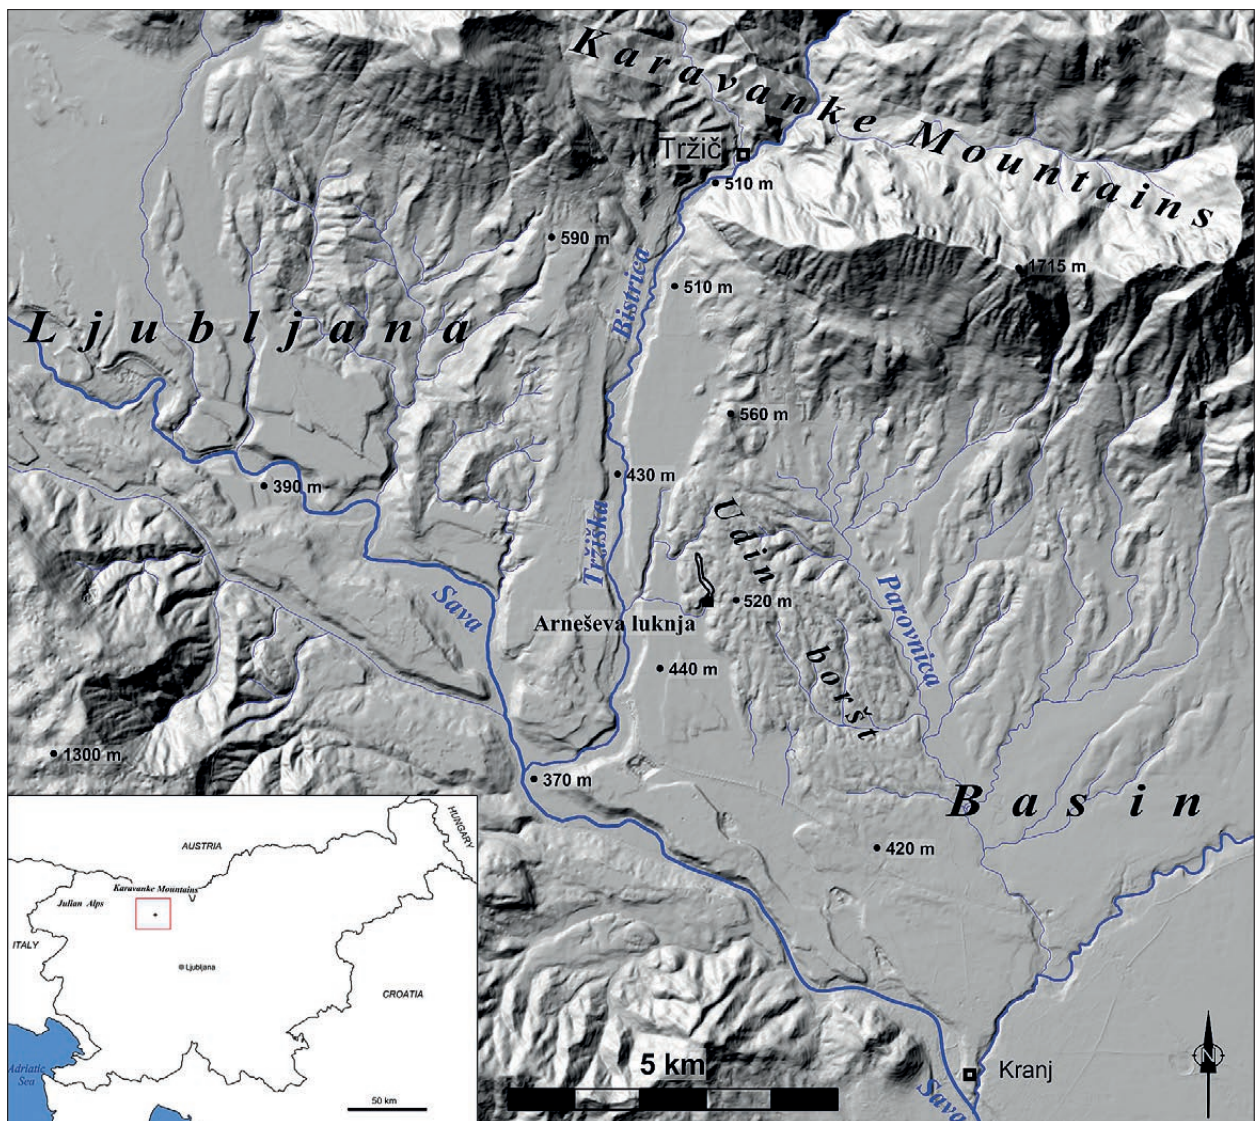 Karavanke Mountains
Tržič
510 m
590 m
1715 m
Bistrica
510 m
Ljubljana
560 m
430 m
390 m
Udin boršt
Tržiška
Parovnica
Sava
520 m
Arneševa luknja
440 m
1300 m
370 m
Basin
420 m
HUNGARY
AUSTRIA
Karavanke Mountains
Julian Alps
ITALY
Ljubljana
CROATIA
Adriatic
Sea
50 km
5 km
N
Kranj
Sava